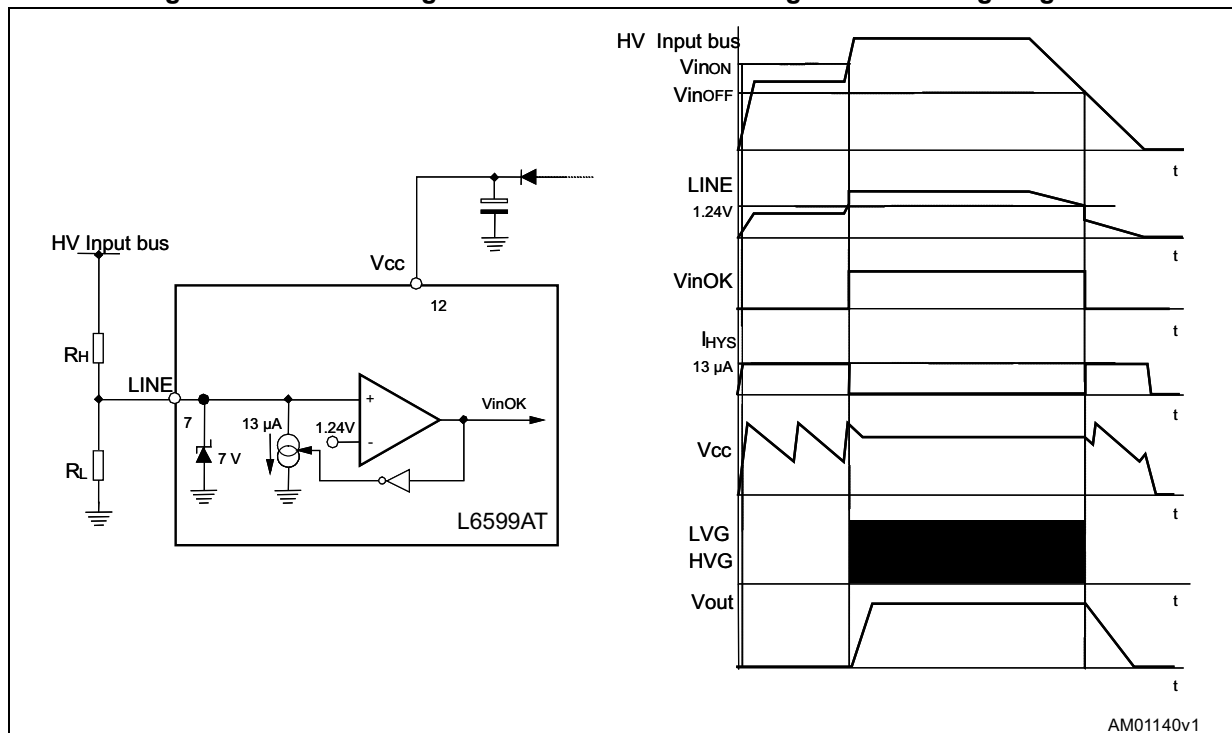 HV Input bus
VinON
VinOFF
t
LINE
1.24V
t
VinOK
t
IHYS
13 µA
t
Vcc
t
LVG
HVG
t
Vout
t
HV Input bus
RH
LINE
RL
Vcc
12
7
7 V
13 µA
1.24V
+
-
VinOK
L6599AT
AM01140v1